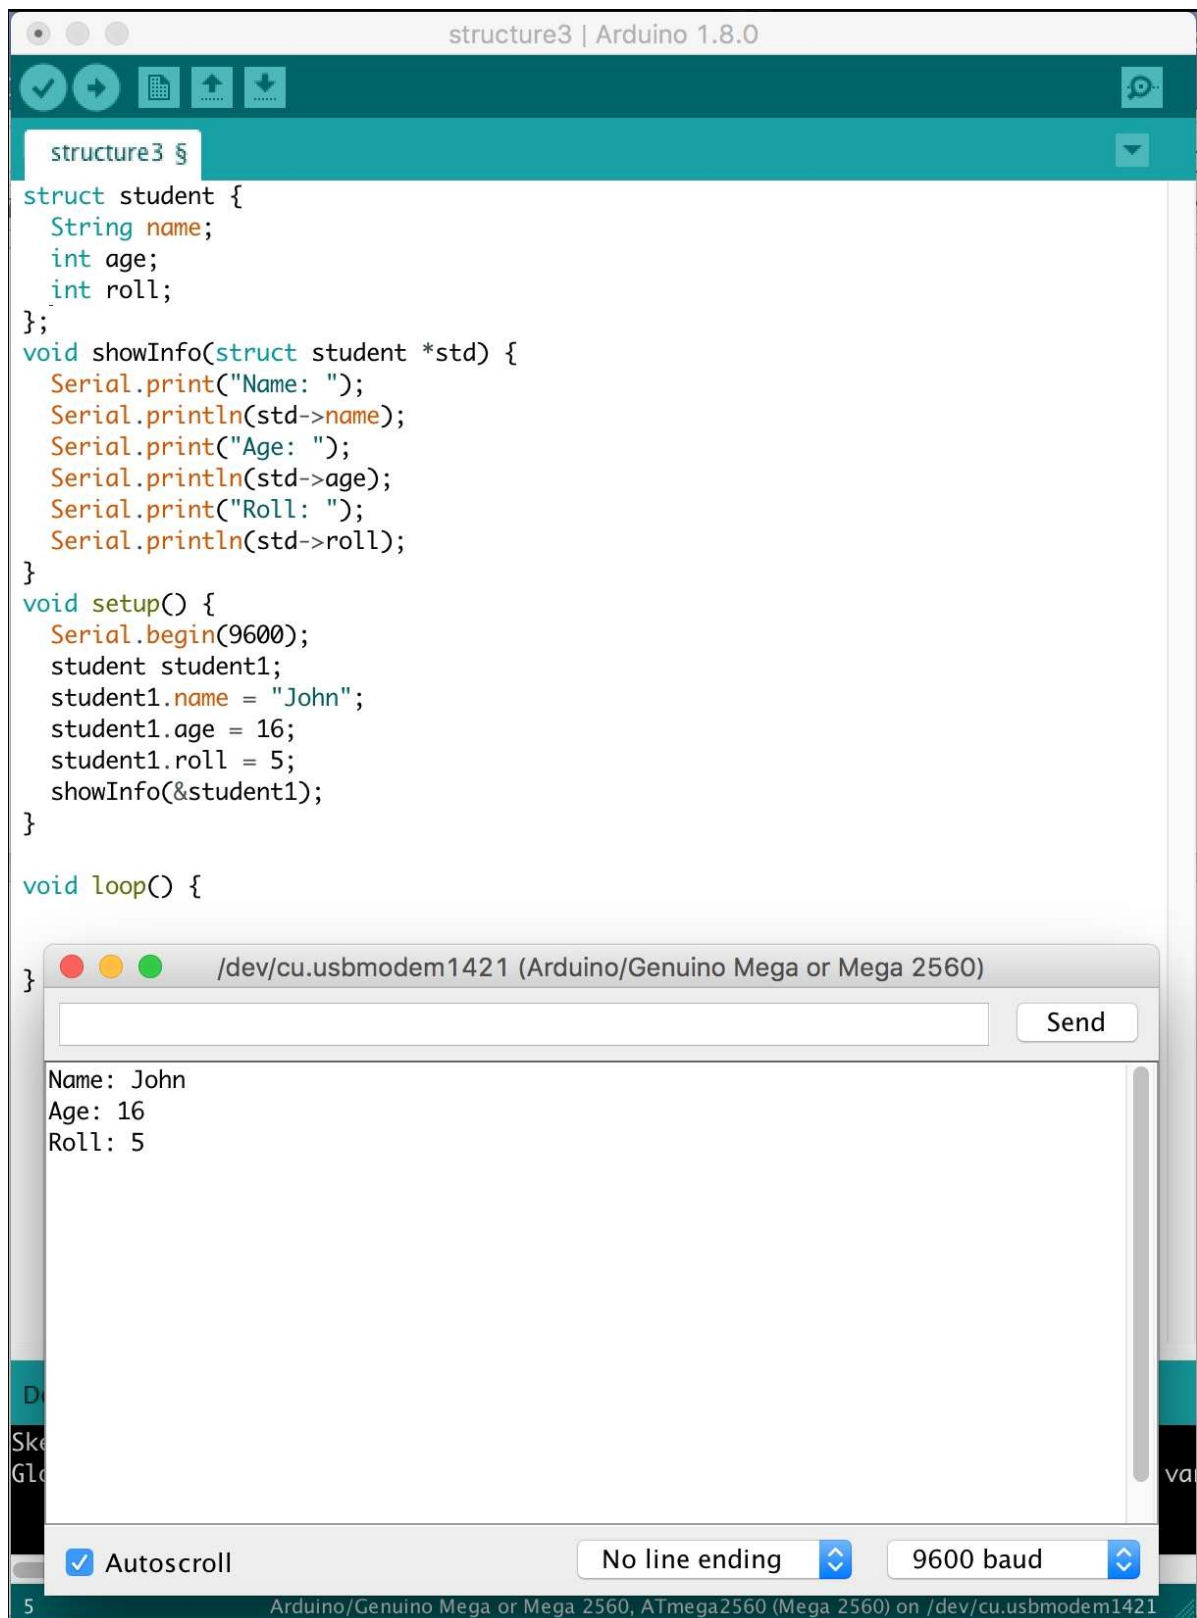 structure3 | Arduino 1.8.0
structure3 §
struct student {
  String name;
  int age;
  int roll;
};
void showInfo(struct student *std) {
  Serial.print("Name: ");
  Serial.println(std->name);
  Serial.print("Age: ");
  Serial.println(std->age);
  Serial.print("Roll: ");
  Serial.println(std->roll);
}
void setup() {
  Serial.begin(9600);
  student student1;
  student1.name = "John";
  student1.age = 16;
  student1.roll = 5;
  showInfo(&student1);
}
void loop() {
}
/dev/cu.usbmodem1421 (Arduino/Genuino Mega or Mega 2560)
Send
Name: John
Age: 16
Roll: 5
Autoscroll No line ending 9600 baud
5 Arduino/Genuino Mega or Mega 2560, ATmega2560 (Mega 2560) on /dev/cu.usbmodem1421